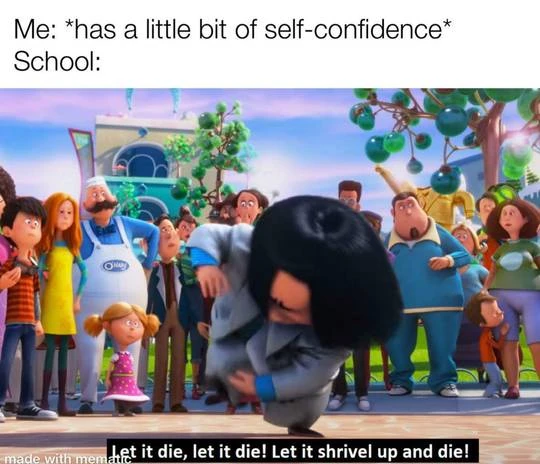 Me: *has a little bit of self-confidence*
School:
Let it die, let it die! Let it shrivel up and die!
made with mematic